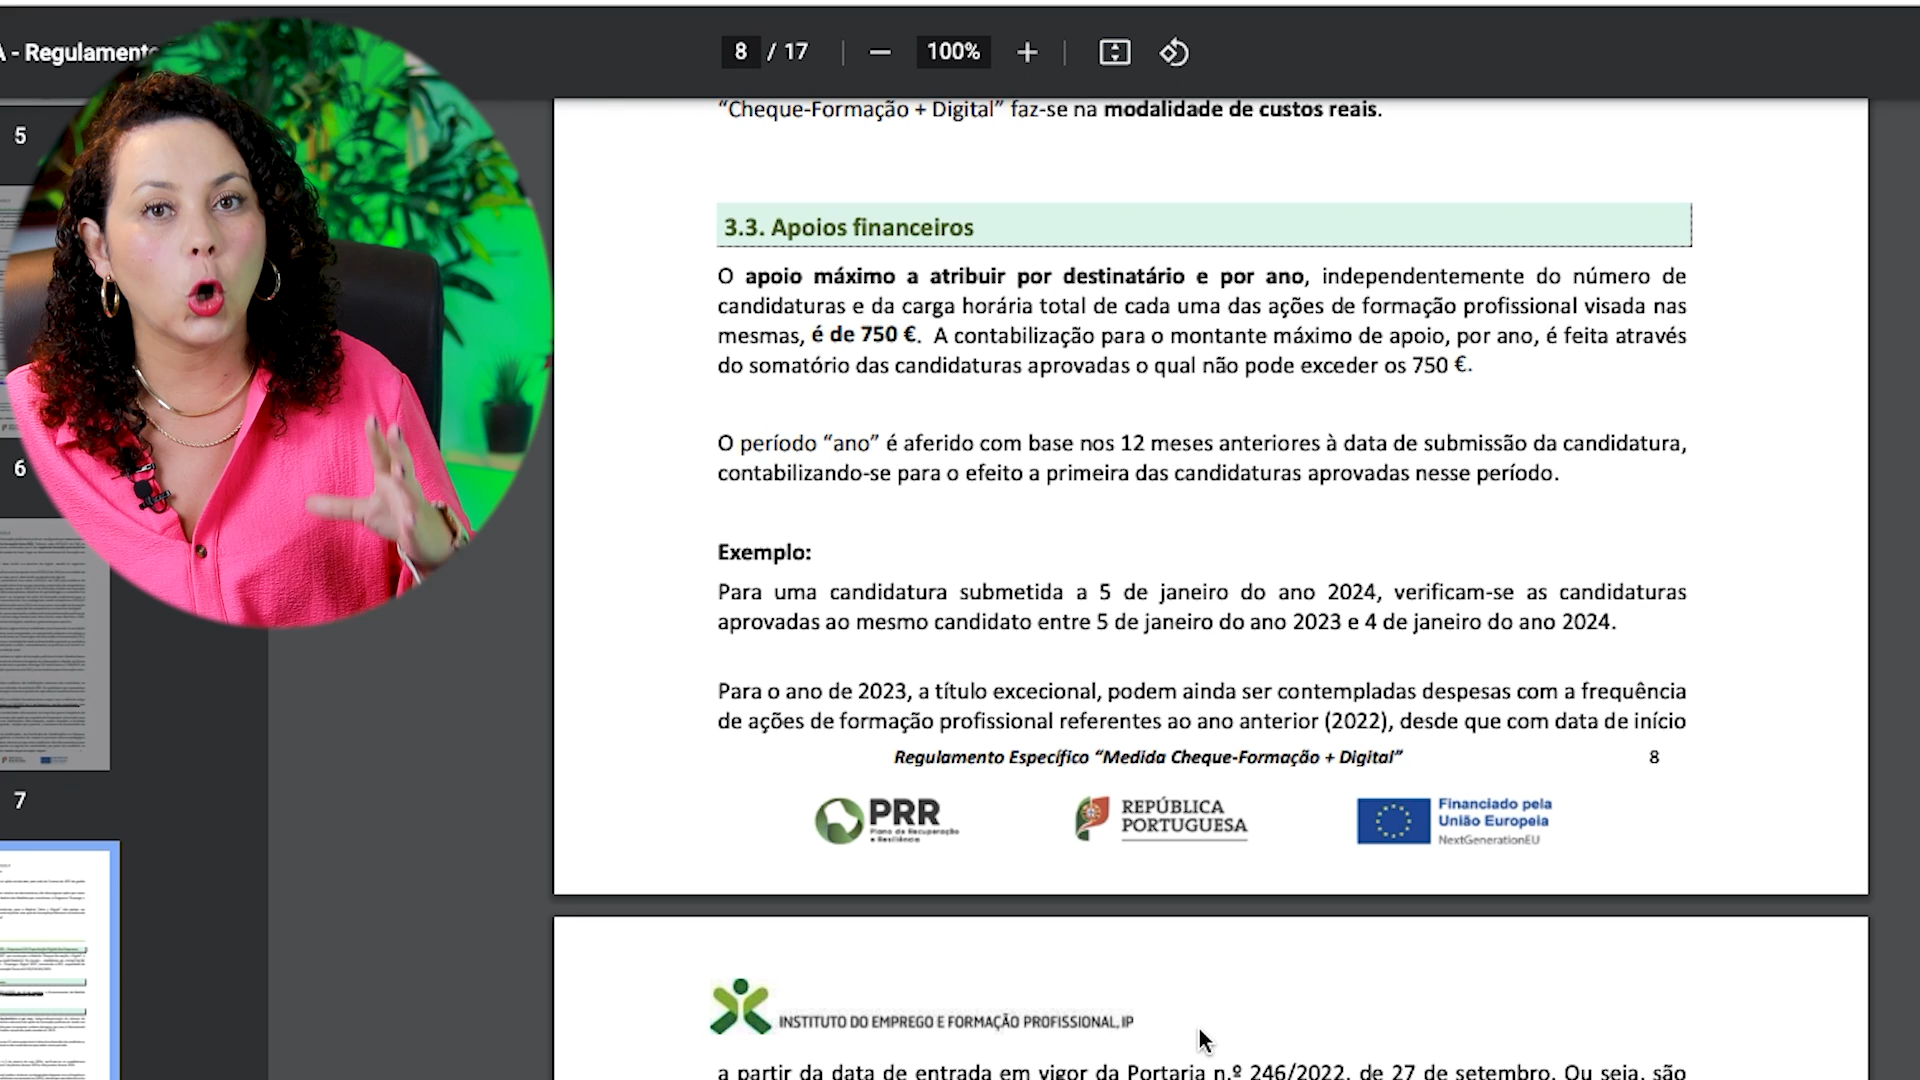 A - Regulamento
8 / 17
100%
5
6
7
“Cheque-Formação + Digital” faz-se na modalidade de custos reais.
3.3. Apoios financeiros
O apoio máximo a atribuir por destinatário e por ano, independentemente do número de
candidaturas e da carga horária total de cada uma das ações de formação profissional visada nas
mesmas, é de 750 €. A contabilização para o montante máximo de apoio, por ano, é feita através
do somatório das candidaturas aprovadas o qual não pode exceder os 750 €.
O período “ano” é aferido com base nos 12 meses anteriores à data de submissão da candidatura,
contabilizando-se para o efeito a primeira das candidaturas aprovadas nesse período.
Exemplo:
Para uma candidatura submetida a 5 de janeiro do ano 2024, verificam-se as candidaturas
aprovadas ao mesmo candidato entre 5 de janeiro do ano 2023 e 4 de janeiro do ano 2024.
Para o ano de 2023, a título excecional, podem ainda ser contempladas despesas com a frequência
de ações de formação profissional referentes ao ano anterior (2022), desde que com data de início
Regulamento Específico “Medida Cheque-Formação + Digital” 8
PRR
Plano de Recuperação
e Resiliência
REPÚBLICA
PORTUGUESA
Financiado pela
União Europeia
NextGenerationEU
INSTITUTO DO EMPREGO E FORMAÇÃO PROFISSIONAL, IP
a partir da data de entrada em vigor da Portaria n.º 246/2022, de 27 de setembro. Ou seja, são